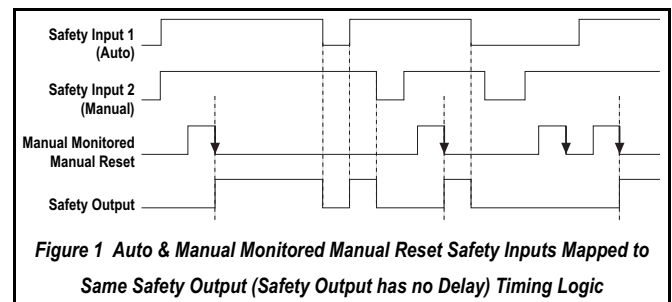 Safety Input 1
(Auto)
Safety Input 2
(Manual)
Manual Monitored
Manual Reset
Safety Output
Figure 1 Auto & Manual Monitored Manual Reset Safety Inputs Mapped to
Same Safety Output (Safety Output has no Delay) Timing Logic